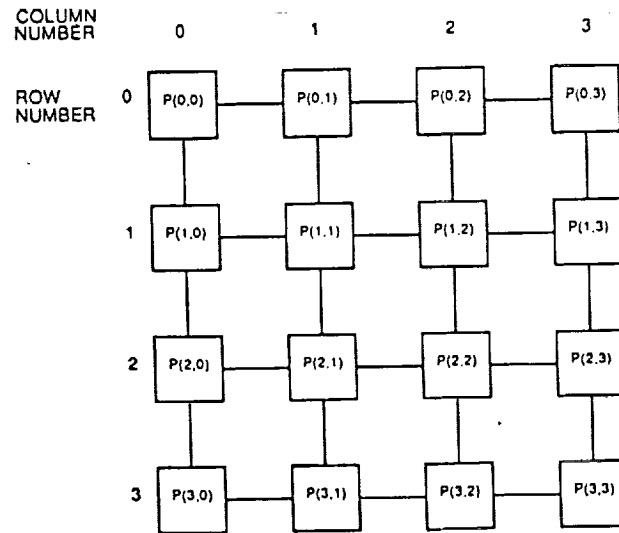 COLUMN
NUMBER 0 1 2 3
ROW
NUMBER 0 P(0,0) P(0,1) P(0,2) P(0,3)
1 P(1,0) P(1,1) P(1,2) P(1,3)
2 P(2,0) P(2,1) P(2,2) P(2,3)
3 P(3,0) P(3,1) P(3,2) P(3,3)